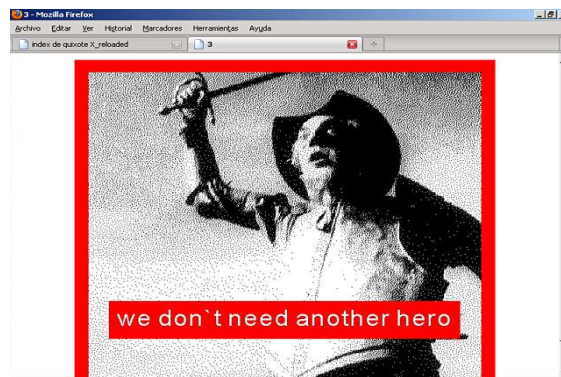 3 - Mozilla Firefox
Archivo Editar Ver Historial Marcadores Herramientas Ayuda
index de quixote X_reloaded 3
we don`t need another hero